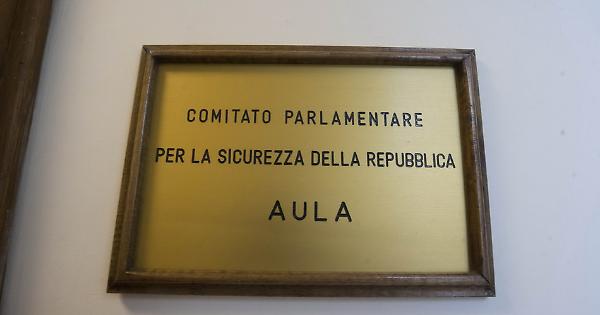 COMITATO PARLAMENTARE
PER LA SICUREZZA DELLA REPUBBLICA
AULA